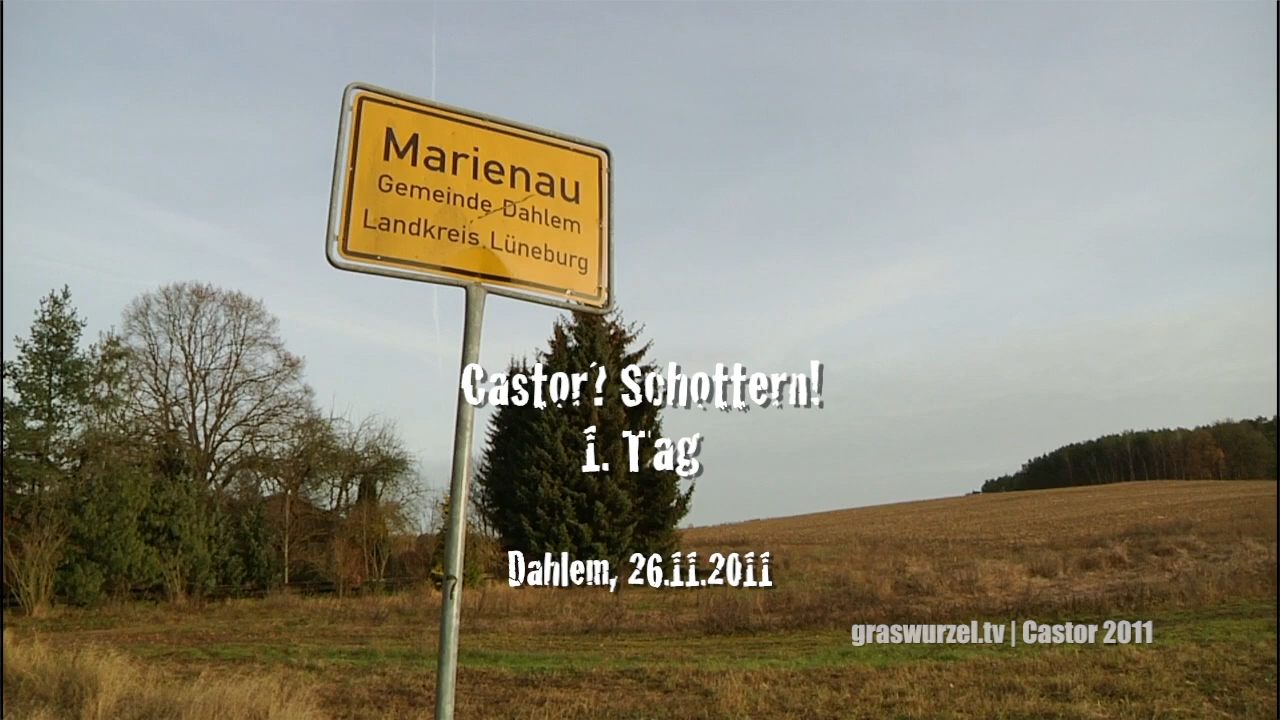 Marienau
Gemeinde Dahlem
Landkreis Lüneburg
Castor? Schottern!
1. Tag
Dahlem, 26.11.2011
graswurzel.tv | Castor 2011